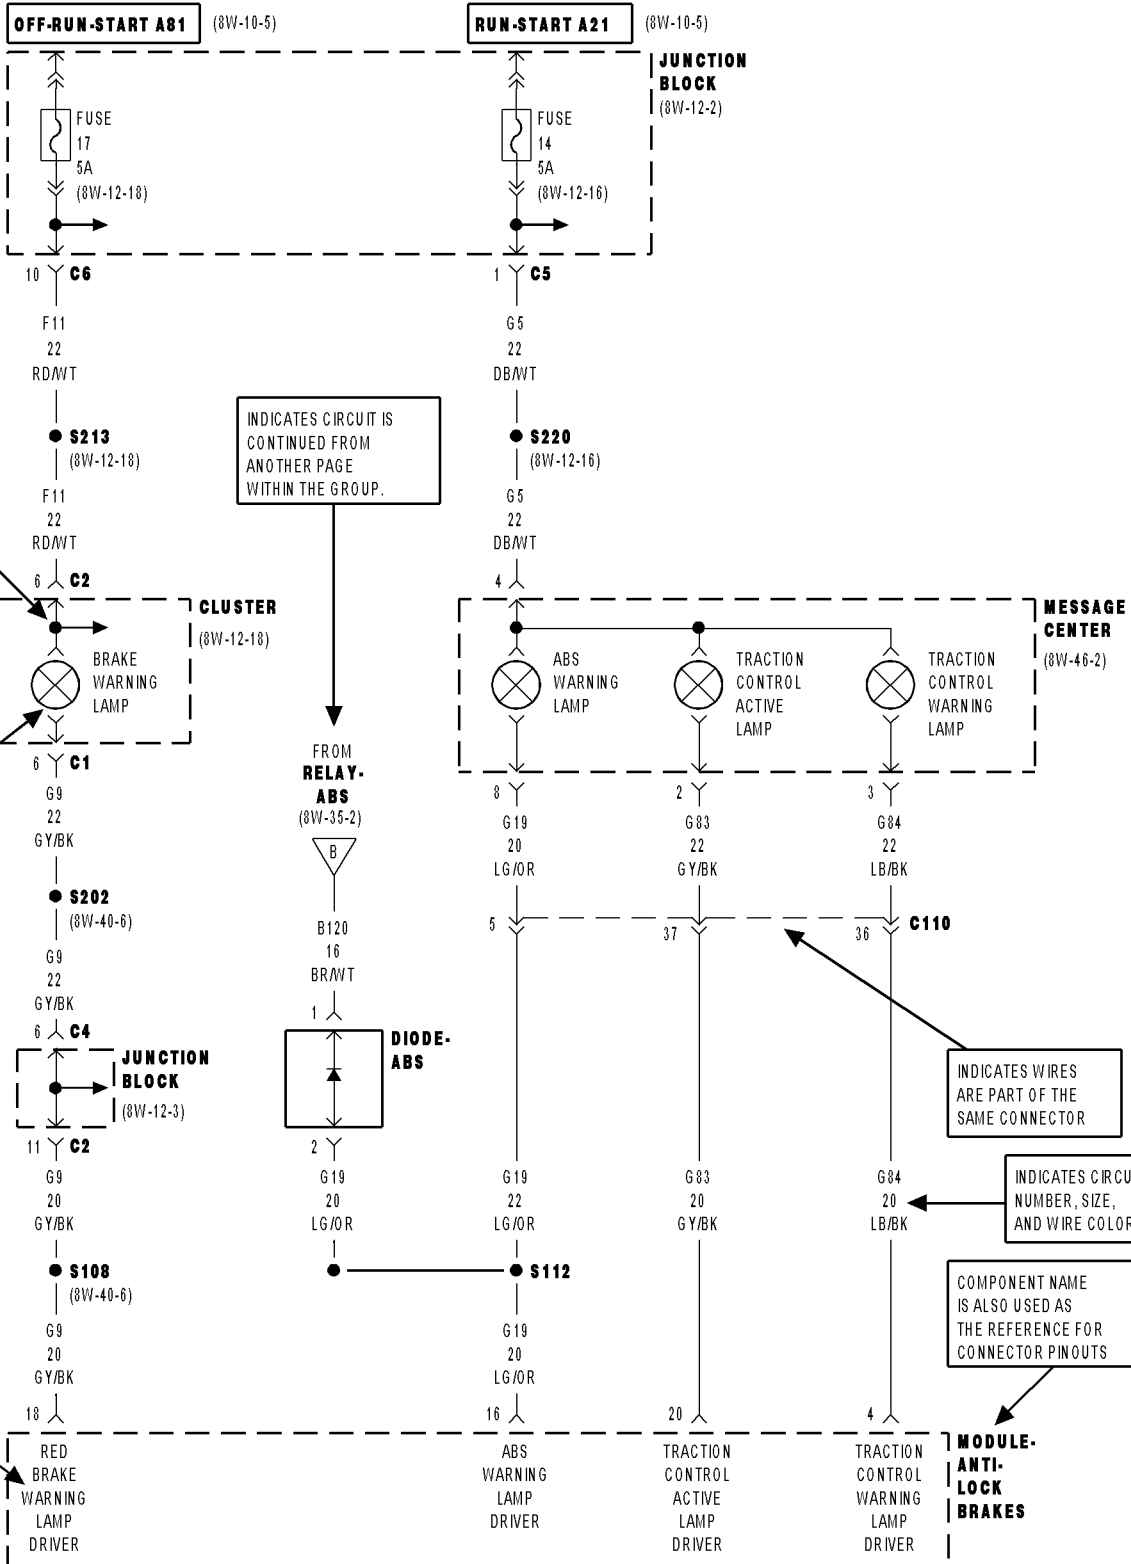 OFF-RUN-START A81
(8W-10-5)
RUN-START A21
(8W-10-5)
JUNCTION
BLOCK
(8W-12-2)
FUSE
17
5A
(8W-12-18)
FUSE
14
5A
(8W-12-16)
10
C6
1
C5
F11
22
RD/WT
G5
22
DB/WT
S213
(8W-12-18)
S220
(8W-12-16)
INDICATES CIRCUIT IS
CONTINUED FROM
ANOTHER PAGE
WITHIN THE GROUP.
F11
22
RD/WT
G5
22
DB/WT
6
C2
4
CLUSTER
(8W-12-18)
BRAKE
WARNING
LAMP
MESSAGE
CENTER
(8W-46-2)
ABS
WARNING
LAMP
TRACTION
CONTROL
ACTIVE
LAMP
TRACTION
CONTROL
WARNING
LAMP
6
C1
FROM
RELAY-
ABS
(8W-35-2)
B
8
2
3
G9
22
GY/BK
G19
20
LG/OR
G83
22
GY/BK
G84
22
LB/BK
S202
(8W-40-6)
5
37
36
C110
B120
16
BR/WT
G9
22
GY/BK
1
6
C4
JUNCTION
BLOCK
(8W-12-3)
DIODE-
ABS
INDICATES WIRES
ARE PART OF THE
SAME CONNECTOR
11
C2
2
G9
20
GY/BK
G19
20
LG/OR
G19
22
LG/OR
G83
20
GY/BK
G84
20
LB/BK
INDICATES CIRCU
NUMBER, SIZE,
AND WIRE COLOR
S108
(8W-40-6)
S112
COMPONENT NAME
IS ALSO USED AS
THE REFERENCE FOR
CONNECTOR PINOUTS
G9
20
GY/BK
G19
20
LG/OR
18
16
20
4
MODULE-
ANTI-
LOCK
BRAKES
RED
BRAKE
WARNING
LAMP
DRIVER
ABS
WARNING
LAMP
DRIVER
TRACTION
CONTROL
ACTIVE
LAMP
DRIVER
TRACTION
CONTROL
WARNING
LAMP
DRIVER